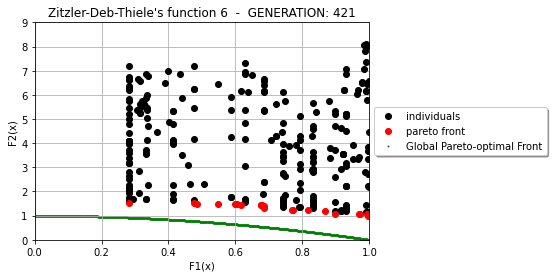 Zitzler-Deb-Thiele's function 6 - GENERATION: 421
9
8
7
6
5
4
3
2
1
0
F2(x)
0.0 0.2 0.4 0.6 0.8 1.0
F1(x)
individuals
pareto front
Global Pareto-optimal Front